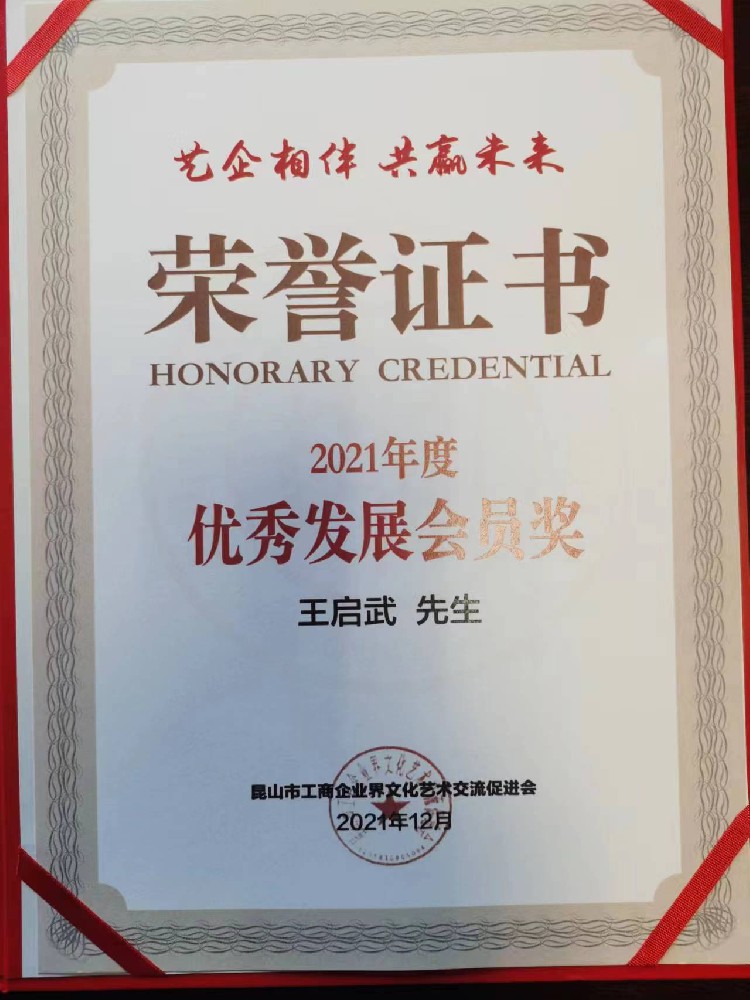 艺企相伴 共赢未来
荣誉证书
HONORARY CREDENTIAL
2021年度
优秀发展会员奖
王启武 先生
昆山市工商企业界文化艺术交流促进会
2021年12月